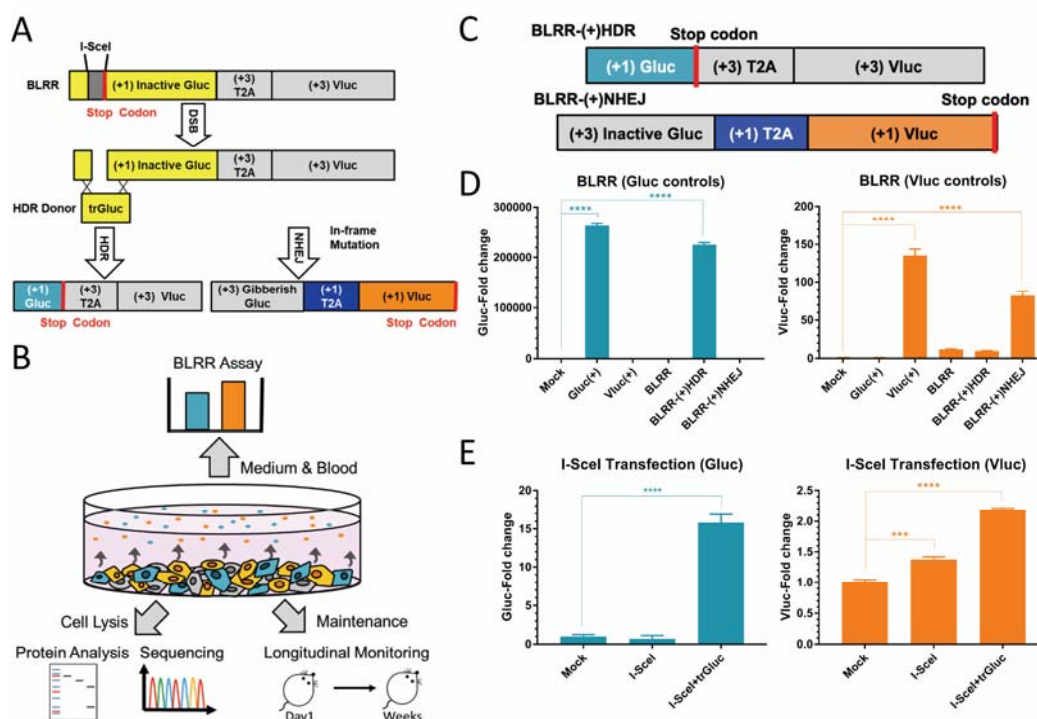 A
I-SceI
BLRR
(+1) Inactive Gluc
(+3)
T2A
(+3) Vluc
Stop Codon
DSB
(+1) Inactive Gluc
(+3)
T2A
(+3) Vluc
HDR Donor
trGluc
HDR
NHEJ
In-frame
Mutation
(+1)
Gluc
(+3)
T2A
(+3) Vluc
(+3) Gibberish
Gluc
(+1)
T2A
(+1) Vluc
Stop Codon
Stop Codon
B
BLRR Assay
Medium & Blood
Cell Lysis
Maintenance
Protein Analysis
Sequencing
Longitudinal Monitoring
Day1
Weeks
C
BLRR-(+)HDR
Stop codon
(+1) Gluc
(+3) T2A
(+3) Vluc
BLRR-(+)NHEJ
Stop codon
(+3) Inactive Gluc
(+1) T2A
(+1) Vluc
D
BLRR (Gluc controls)
Gluc-Fold change
300000
200000
100000
0
****
****
Mock
Gluc(+)
Vluc(+)
BLRR
BLRR-(+)HDR
BLRR-(+)NHEJ
BLRR (Vluc controls)
Vluc-Fold change
200
150
100
50
0
****
****
Mock
Gluc(+)
Vluc(+)
BLRR
BLRR-(+)HDR
BLRR-(+)NHEJ
E
I-SceI Transfection (Gluc)
Gluc-Fold change
20
15
10
5
0
****
Mock
I-SceI
I-SceI+trGluc
I-SceI Transfection (Vluc)
Vluc-Fold change
2.5
2.0
1.5
1.0
0.5
0.0
***
****
Mock
I-SceI
I-SceI+trGluc